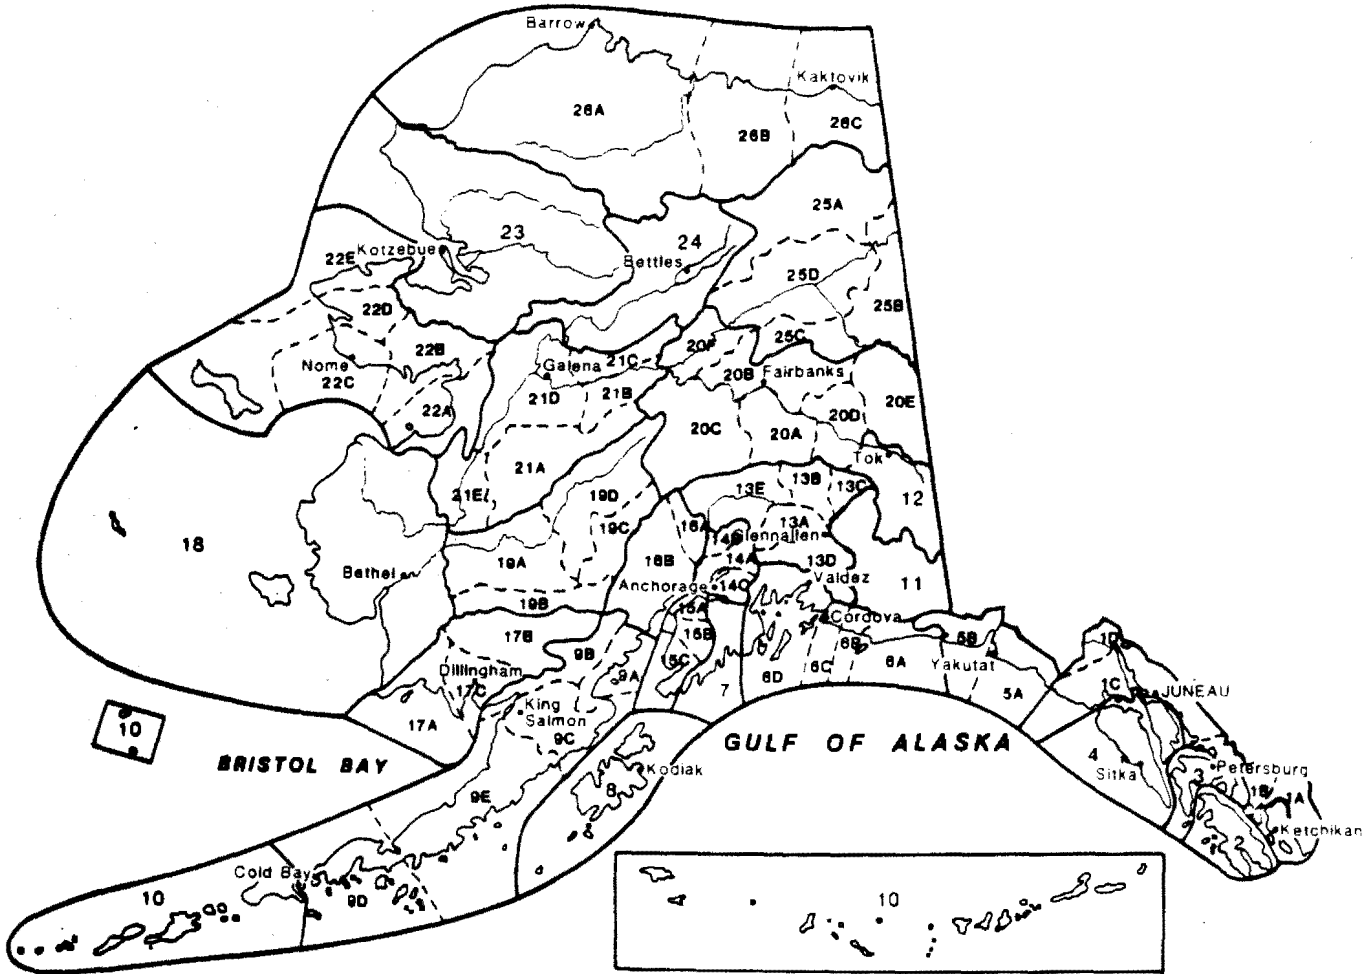 Barrow
Kaktovik
26A
26B
26C
25A
23
24
Kotzebue
22E
Bettles
25D
22D
25B
25C
20F
22B
Nome
22C
Galena
21C
20B
Fairbanks
21D
21B
22A
20D
20E
20C
20A
Tok
21A
21E
19D
13E
13B
13C
12
19C
16A
13A
14B
Glennallen
18
19A
16B
14A
13D
Bethel
Anchorage
14C
Valdez
11
19B
15A
Cordova
17B
15B
6B
5B
1D
9B
15C
6A
Yakutat
Dillingham
17C
9A
7
6D
6C
5A
1C
JUNEAU
King
Salmon
17A
9C
10
BRISTOL BAY
GULF OF ALASKA
4
Sitka
3
Petersburg
Kodiak
8
9E
1B
1A
Ketchikan
2
Cold Bay
10
9D
10